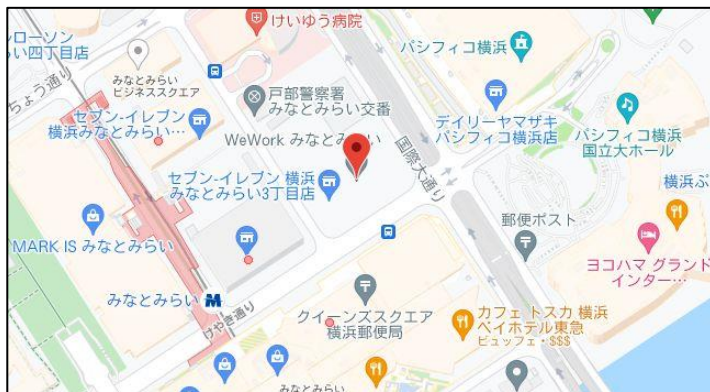 けいゆう病院
ンローソン
らい四丁目店
パシフィコ横浜
みなとみらい
ビジネススクエア
ちょう通り
戸部警察署
みなとみらい交番
デイリーヤマザキ
パシフィコ横浜店
パシフィコ横浜
国立大ホール
セブン-イレブン
横浜みなとみらい…
WeWork みなとみらい
国際大通り
セブン-イレブン 横浜
みなとみらい3丁目店
横浜ぷ
郵便ポスト
MARK IS みなとみらい
ヨコハマ グランド
インター…
みなとみらい
けやき通り
クイーンズスクエア
横浜郵便局
カフェ トスカ 横浜
ベイホテル東急
ビュッフェ・$$$
みなとみらい